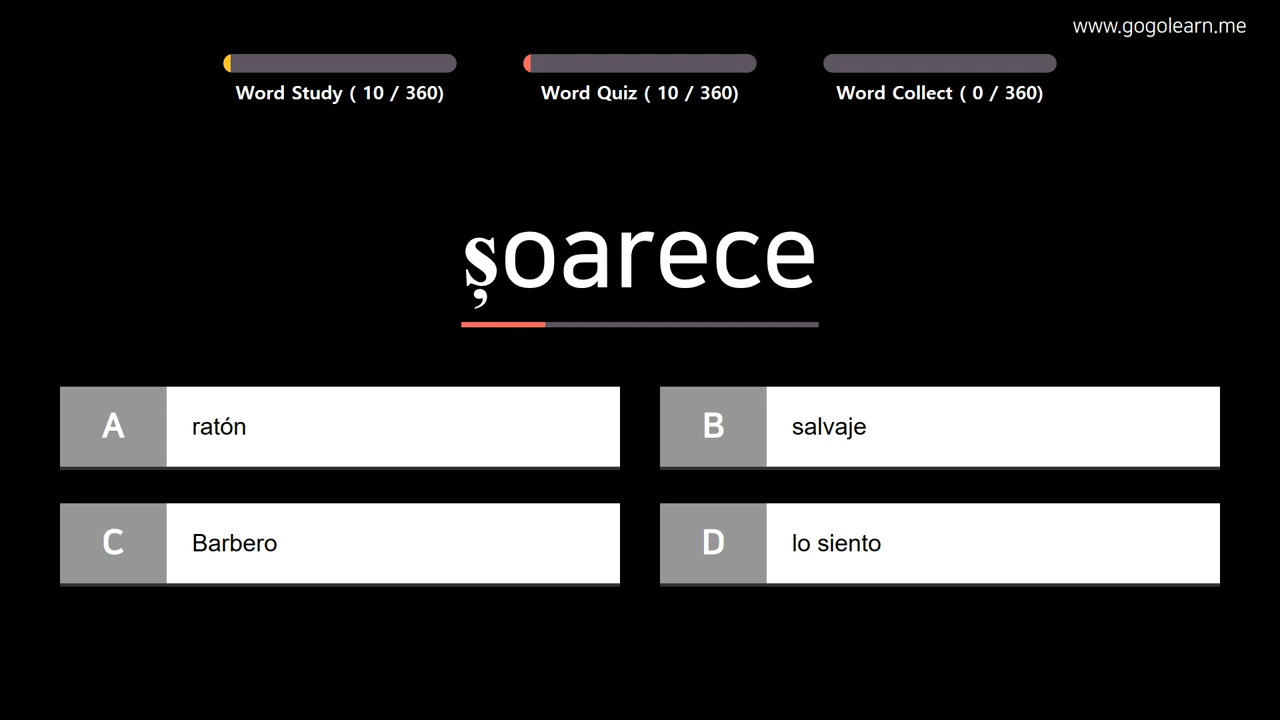 www.gogolearn.me
Word Study ( 10 / 360)
Word Quiz ( 10 / 360)
Word Collect ( 0 / 360)
șoarece
A ratón
B salvaje
C Barbero
D lo siento